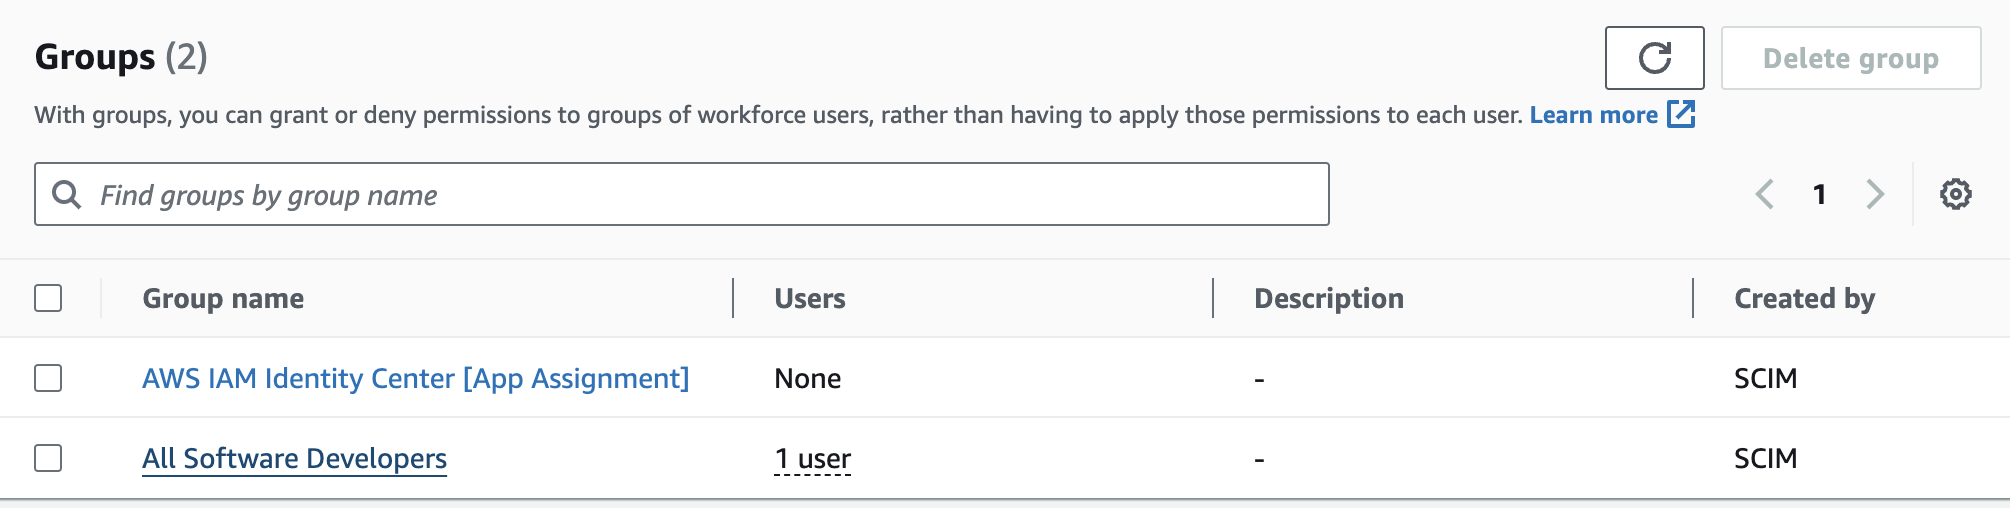 Groups (2)
Delete group
With groups, you can grant or deny permissions to groups of workforce users, rather than having to apply those permissions to each user. Learn more
Find groups by group name
1
Group name Users Description Created by
AWS IAM Identity Center [App Assignment] None - SCIM
All Software Developers 1 user - SCIM